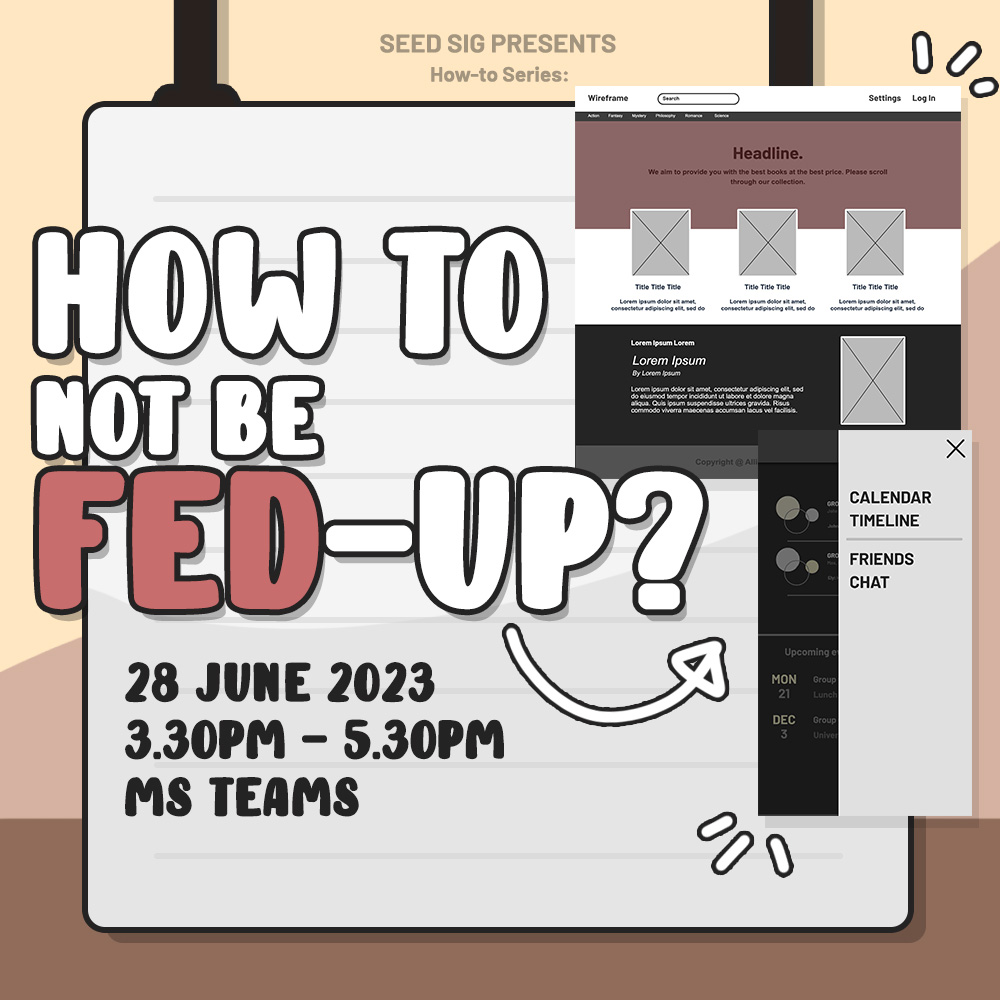 SEED SIG PRESENTS
How-to Series:
Wireframe
Search
Settings
Log In
Action Fantasy Mystery Philosophy Romance Science
Headline.
We aim to provide you with the best books at the best price. Please scroll
through our collection.
Title Title Title
Lorem ipsum dolor sit amet,
consectetur adipiscing elit, sed do
Title Title Title
Lorem ipsum dolor sit amet,
consectetur adipiscing elit, sed do
Title Title Title
Lorem ipsum dolor sit amet,
consectetur adipiscing elit, sed do
Lorem Ipsum Lorem
Lorem Ipsum
By Lorem Ipsum
Lorem ipsum dolor sit amet, consectetur adipiscing elit, sed
do eiusmod tempor incididunt ut labore et dolore magna
aliqua. Quis ipsum suspendisse ultrices gravida. Risus
commodo viverra maecenas accumsan lacus vel facilisis.
Copyright @ All
HOW TO
NOT BE
FED-UP?
28 JUNE 2023
3.30PM - 5.30PM
MS TEAMS
CALENDAR
TIMELINE
FRIENDS
CHAT
GRO
GRO
Upcoming ev
MON
21
Group
Lunch
DEC
3
Group
Univer